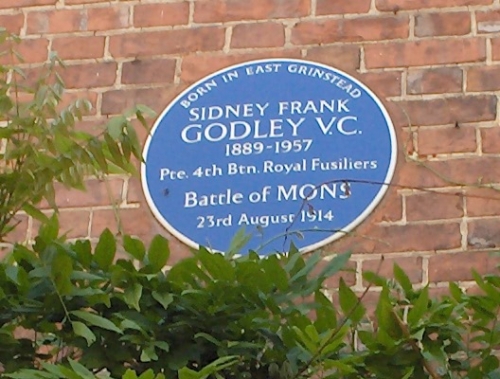 BORN IN EAST GRINSTEAD
SIDNEY FRANK
GODLEY V.C.
1889-1957
Pte. 4th Btn. Royal Fusiliers
Battle of MONS
23rd August 1914